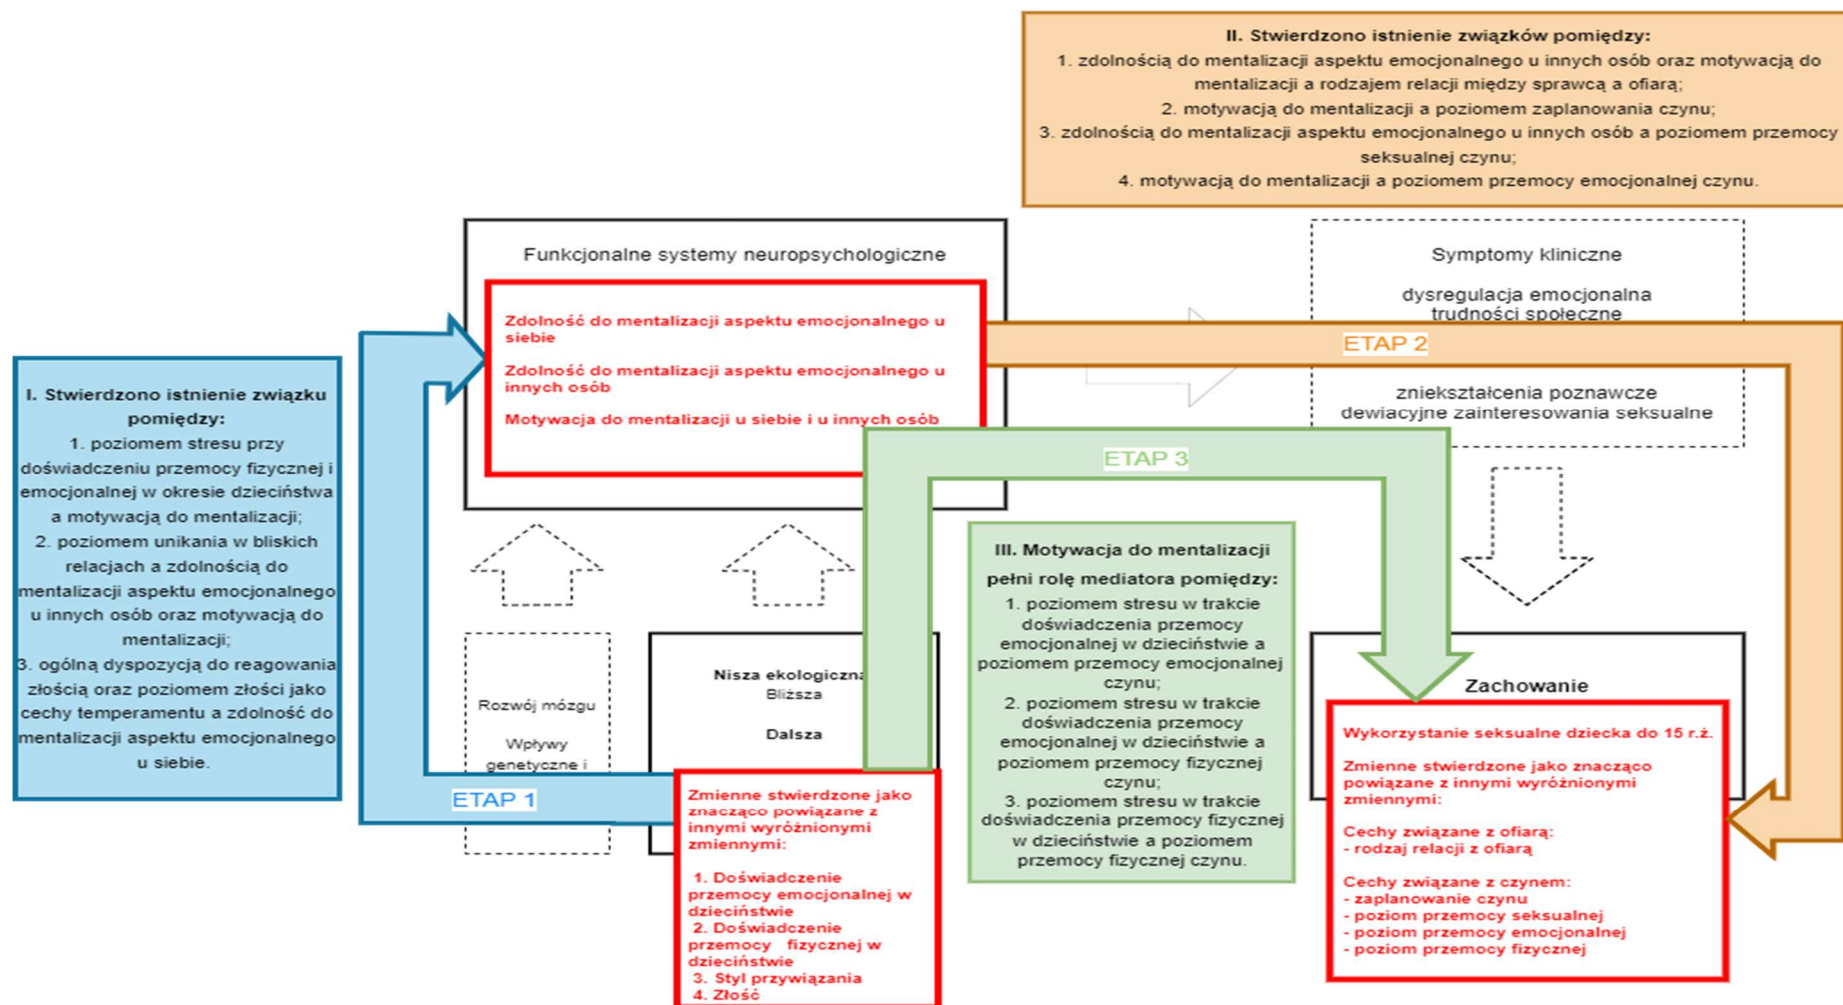 II. Stwierdzono istnienie związków pomiędzy:
1. zdolnością do mentalizacji aspektu emocjonalnego u innych osób oraz motywacją do
mentalizacji a rodzajem relacji między sprawcą a ofiarą;
2. motywacją do mentalizacji a poziomem zaplanowania czynu;
3. zdolnością do mentalizacji aspektu emocjonalnego u innych osób a poziomem przemocy
seksualnej czynu;
4. motywacją do mentalizacji a poziomem przemocy emocjonalnej czynu.
Funkcjonalne systemy neuropsychologiczne
Zdolność do mentalizacji aspektu emocjonalnego u
siebie
Zdolność do mentalizacji aspektu emocjonalnego u
innych osób
Motywacja do mentalizacji u siebie i u innych osób
Symptomy kliniczne
dysregulacja emocjonalna
trudności społeczne
ETAP 2
zniekształcenia poznawcze
dewiacyjne zainteresowania seksualne
I. Stwierdzono istnienie związku
pomiędzy:
1. poziomem stresu przy
doświadczeniu przemocy fizycznej i
emocjonalnej w okresie dzieciństwa
a motywacją do mentalizacji;
2. poziomem unikania w bliskich
relacjach a zdolnością do
mentalizacji aspektu emocjonalnego
u innych osób oraz motywacją do
mentalizacji;
3. ogólną dyspozycją do reagowania
złością oraz poziomem złości jako
cechy temperamentu a zdolność do
mentalizacji aspektu emocjonalnego
u siebie.
ETAP 3
III. Motywacja do mentalizacji
pełni rolę mediatora pomiędzy:
1. poziomem stresu w trakcie
doświadczenia przemocy
emocjonalnej w dzieciństwie a
poziomem przemocy emocjonalnej
czynu;
2. poziomem stresu w trakcie
doświadczenia przemocy
emocjonalnej w dzieciństwie a
poziomem przemocy fizycznej
czynu;
3. poziomem stresu w trakcie
doświadczenia przemocy fizycznej
w dzieciństwie a poziomem
przemocy fizycznej czynu.
Rozwój mózgu
Wpływy
genetyczne i
Nisza ekologiczna
Bliższa
Dalsza
ETAP 1
Zmienne stwierdzone jako
znacząco powiązane z
innymi wyróżnionymi
zmiennymi:
1. Doświadczenie
przemocy emocjonalnej w
dzieciństwie
2. Doświadczenie
przemocy fizycznej w
dzieciństwie
3. Styl przywiązania
4. Złość
Zachowanie
Wykorzystanie seksualne dziecka do 15 r.ż.
Zmienne stwierdzone jako znacząco
powiązane z innymi wyróżnionymi
zmiennymi:
Cechy związane z ofiarą:
- rodzaj relacji z ofiarą
Cechy związane z czynem:
- zaplanowanie czynu
- poziom przemocy seksualnej
- poziom przemocy emocjonalnej
- poziom przemocy fizycznej